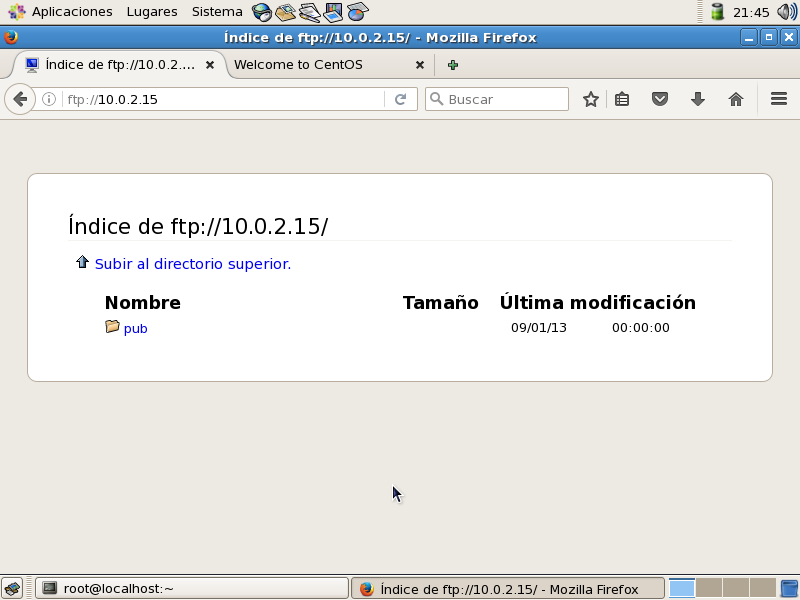 Aplicaciones Lugares Sistema 21:45
Índice de ftp://10.0.2.15/ - Mozilla Firefox
Índice de ftp://10.0.2.... Welcome to CentOS
ftp://10.0.2.15 Buscar
Índice de ftp://10.0.2.15/
Subir al directorio superior.
Nombre Tamaño Última modificación
pub 09/01/13 00:00:00
root@localhost:~ Índice de ftp://10.0.2.15/ - Mozilla Firefox